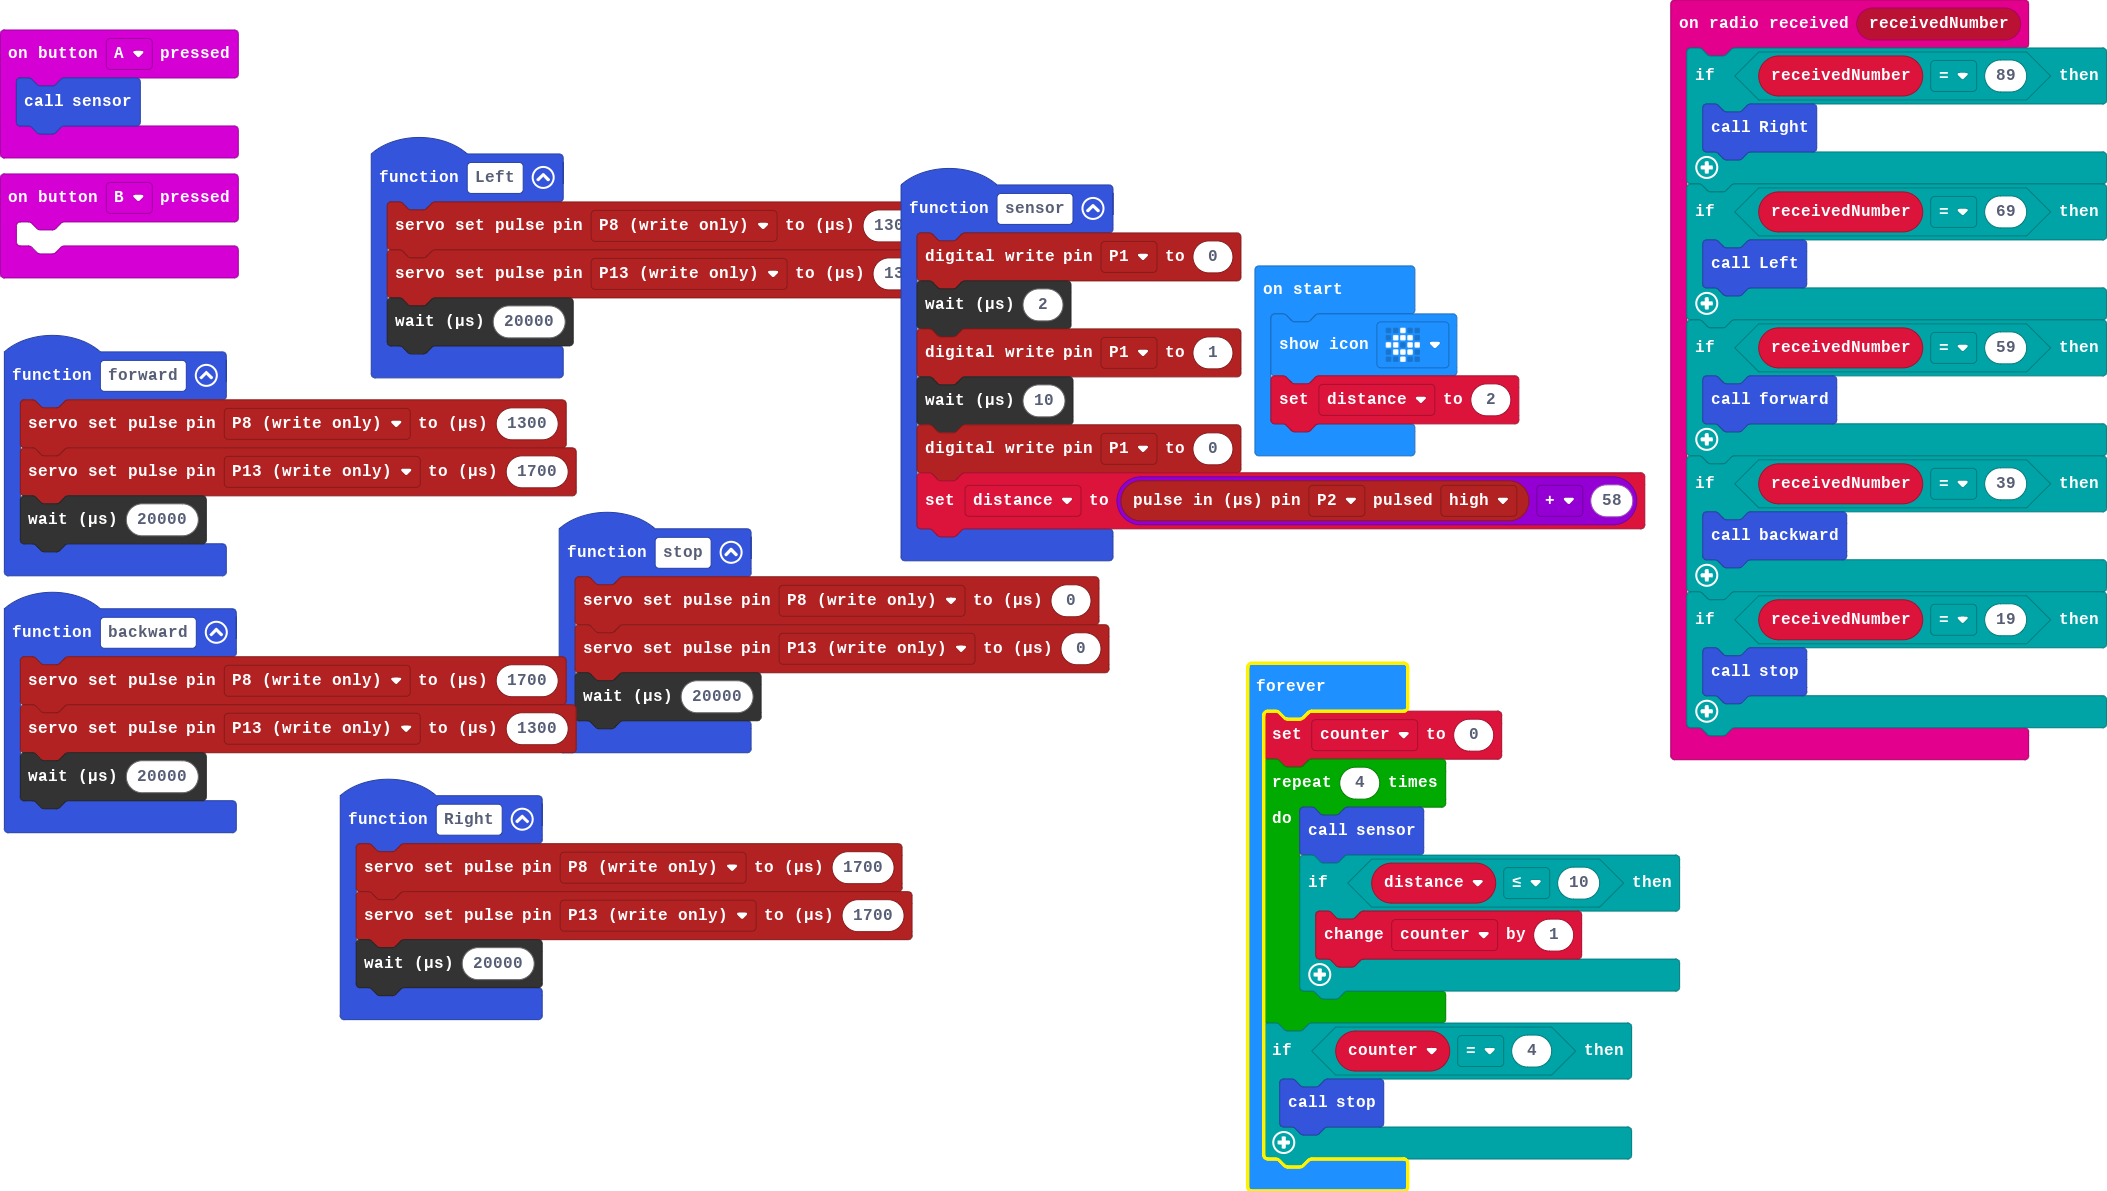 on button A pressed
call sensor
on button B pressed
function forward
servo set pulse pin P8 (write only) to (µs) 1300
servo set pulse pin P13 (write only) to (µs) 1700
wait (µs) 20000
function backward
servo set pulse pin P8 (write only) to (µs) 1700
servo set pulse pin P13 (write only) to (µs) 1300
wait (µs) 20000
function Left
servo set pulse pin P8 (write only) to (µs)
servo set pulse pin P13 (write only) to (µs)
wait (µs) 20000
function stop
servo set pulse pin P8 (write only) to (µs) 0
servo set pulse pin P13 (write only) to (µs) 0
wait (µs) 20000
function Right
servo set pulse pin P8 (write only) to (µs) 1700
servo set pulse pin P13 (write only) to (µs) 1700
wait (µs) 20000
function sensor
digital write pin P1 to 0
wait (µs) 2
digital write pin P1 to 1
wait (µs) 10
digital write pin P1 to 0
set distance to pulse in (µs) pin P2 pulsed high + 58
on start
show icon
set distance to 2
forever
set counter to 0
repeat 4 times
do call sensor
if distance ≤ 10 then
change counter by 1
if counter = 4 then
call stop
on radio received receivedNumber
if receivedNumber = 89 then
call Right
if receivedNumber = 69 then
call Left
if receivedNumber = 59 then
call forward
if receivedNumber = 39 then
call backward
if receivedNumber = 19 then
call stop